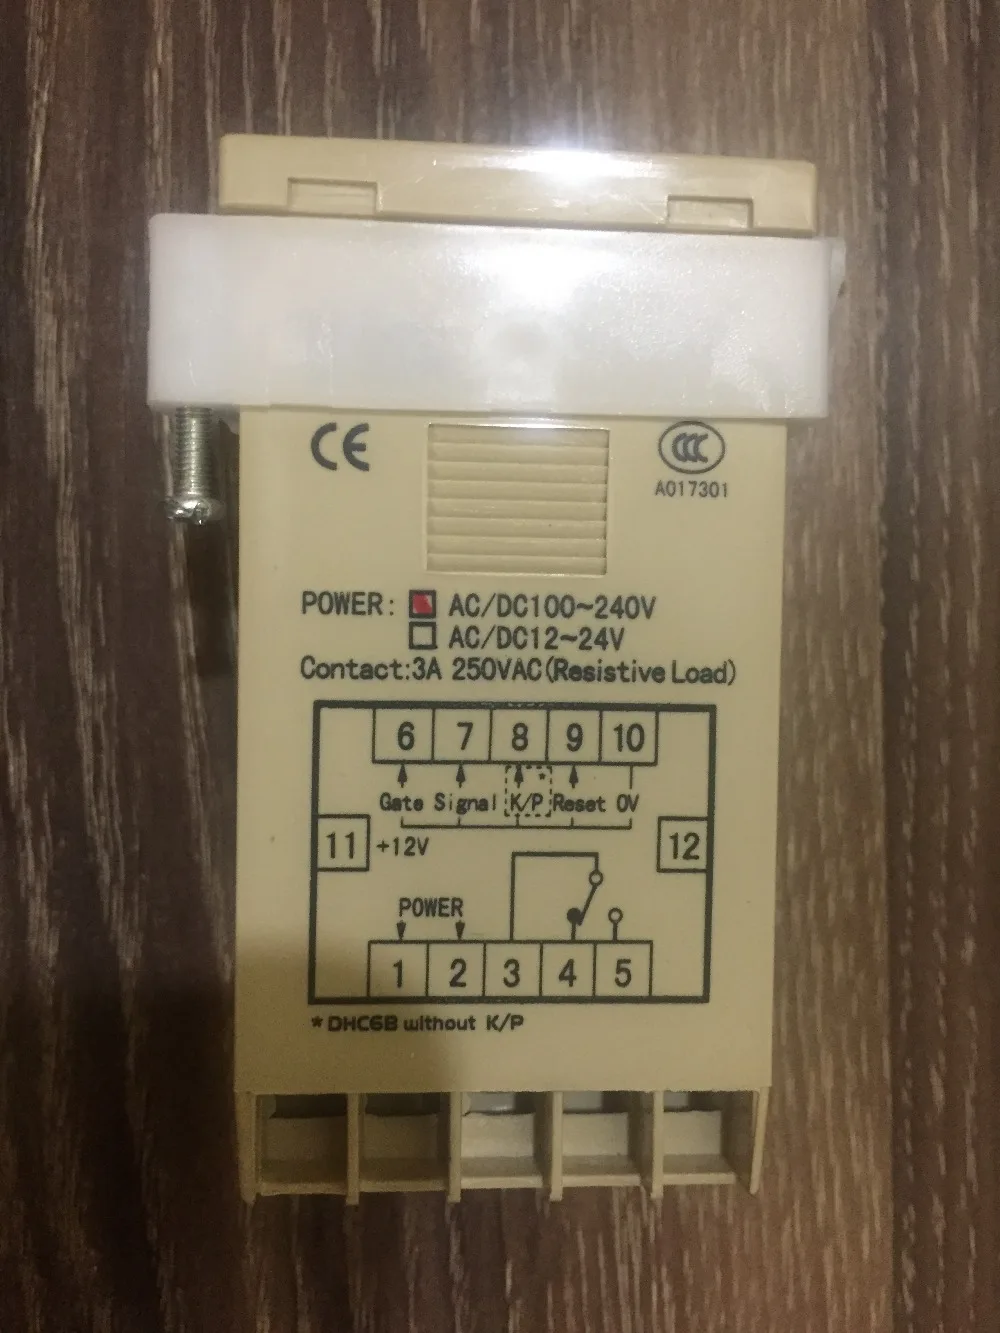 CE CCC
A017301
POWER: AC/DC100~240V
AC/DC12~24V
Contact:3A 250VAC(Resistive Load)
6 7 8 9 10
*
Gate Signal K/P Reset 0V
11 +12V 12
POWER
1 2 3 4 5
* DHC6B without K/P